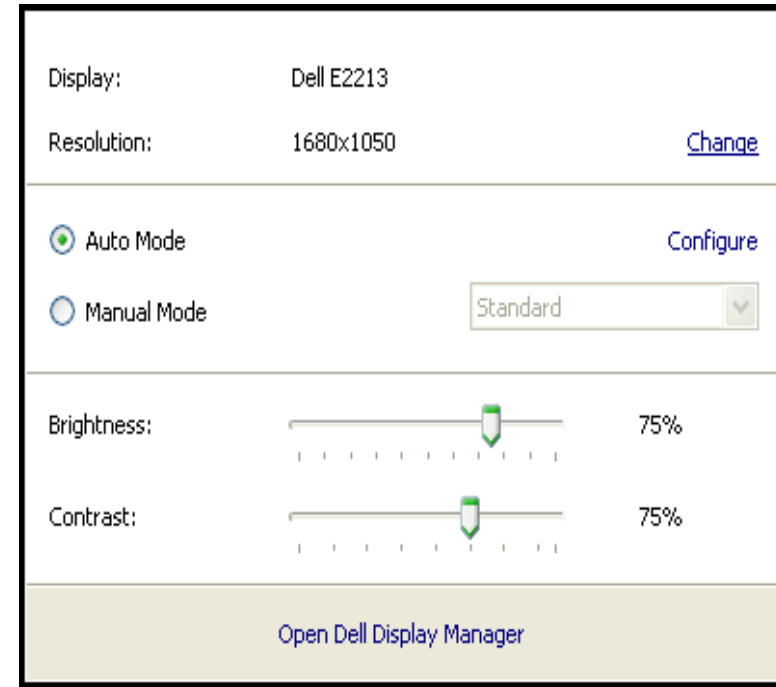 Display: Dell E2213
Resolution: 1680x1050 Change
Auto Mode Configure
Manual Mode Standard
Brightness: 75%
Contrast: 75%
Open Dell Display Manager